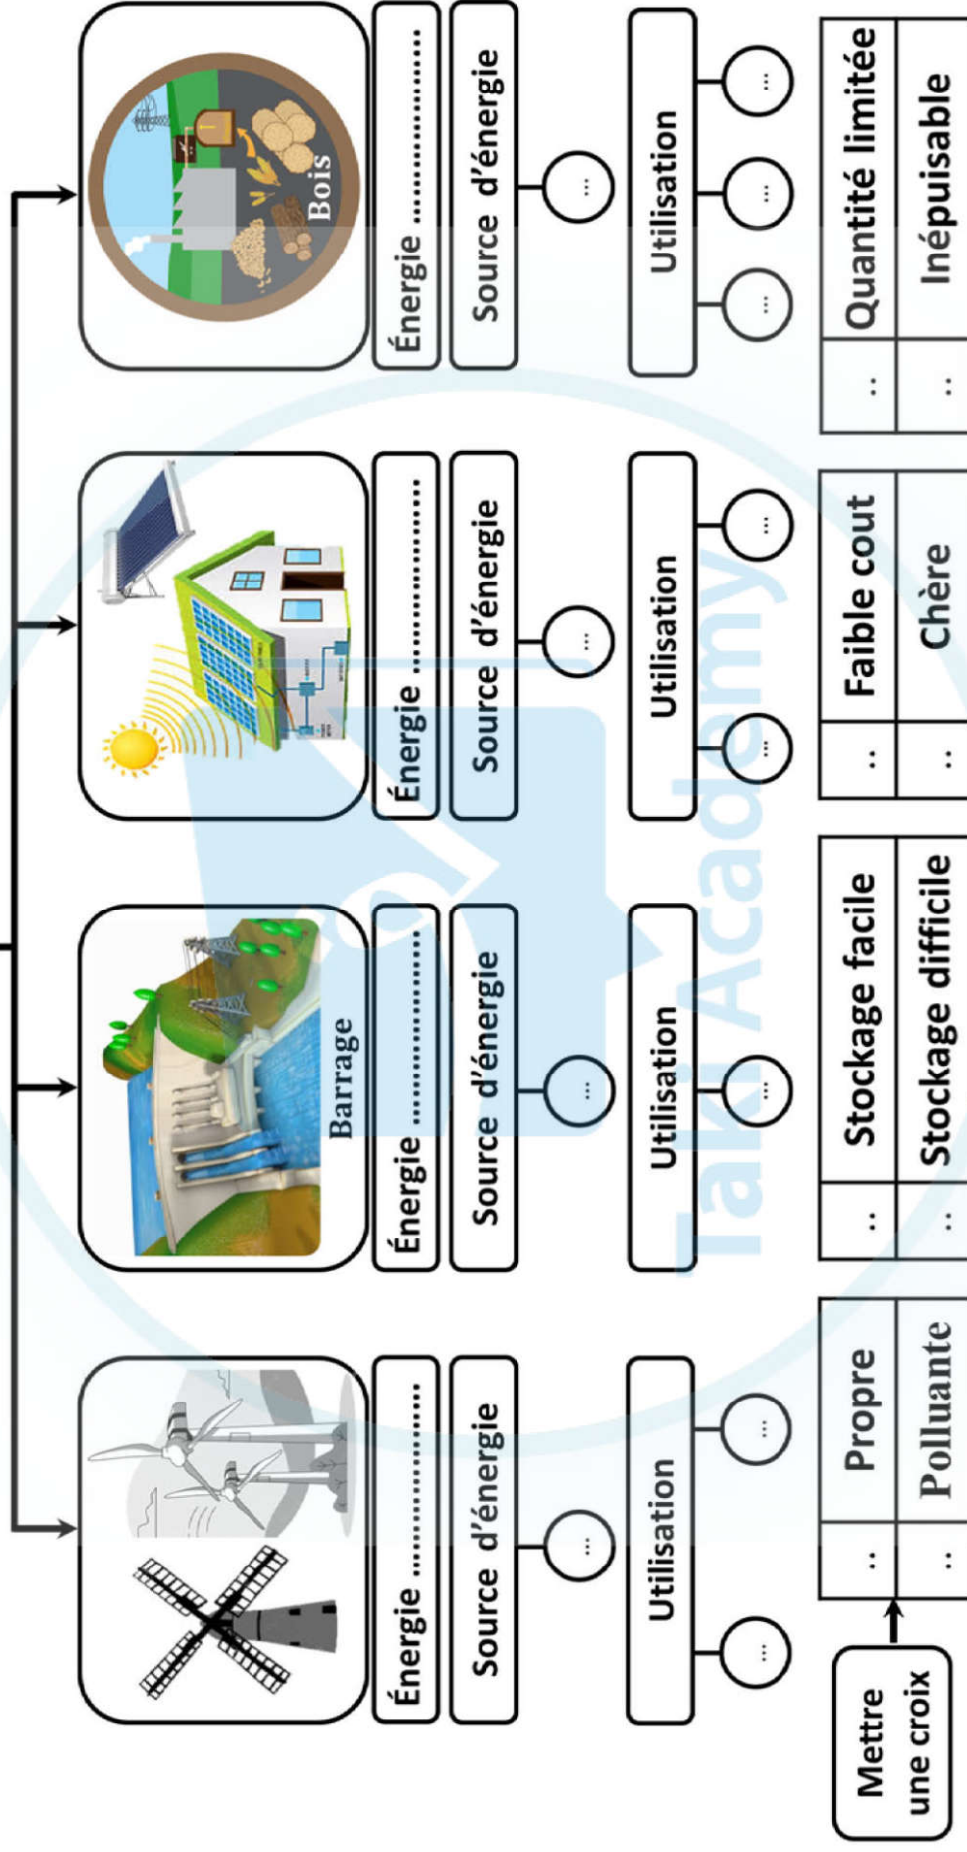 Bois
Barrage
Énergie ......................
Énergie ......................
Énergie ......................
Énergie ......................
Source d'énergie
Source d'énergie
Source d'énergie
Source d'énergie
...
...
...
...
Utilisation
Utilisation
Utilisation
Utilisation
...
...
...
...
...
...
...
...
Mettre
une croix
.. Propre
.. Polluante
.. Stockage facile
.. Stockage difficile
.. Faible cout
.. Chère
.. Quantité limitée
.. Inépuisable
Taki Academy